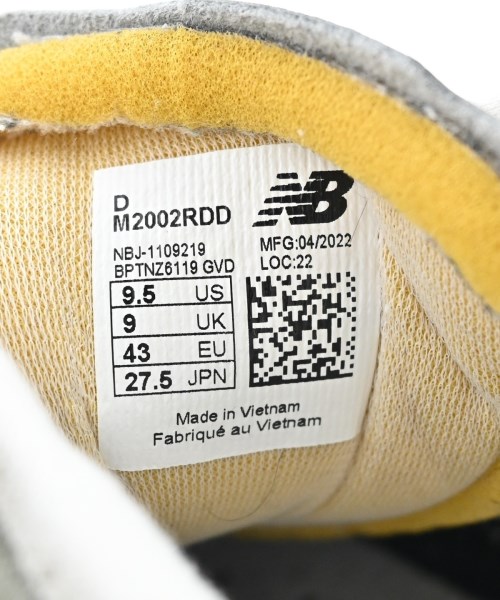 D
M2002RDD
NB
NBJ-1109219
BPTNZ6119 GVD
MFG:04/2022
LOC:22
9.5 US
9 UK
43 EU
27.5 JPN
Made in Vietnam
Fabriqué au Vietnam